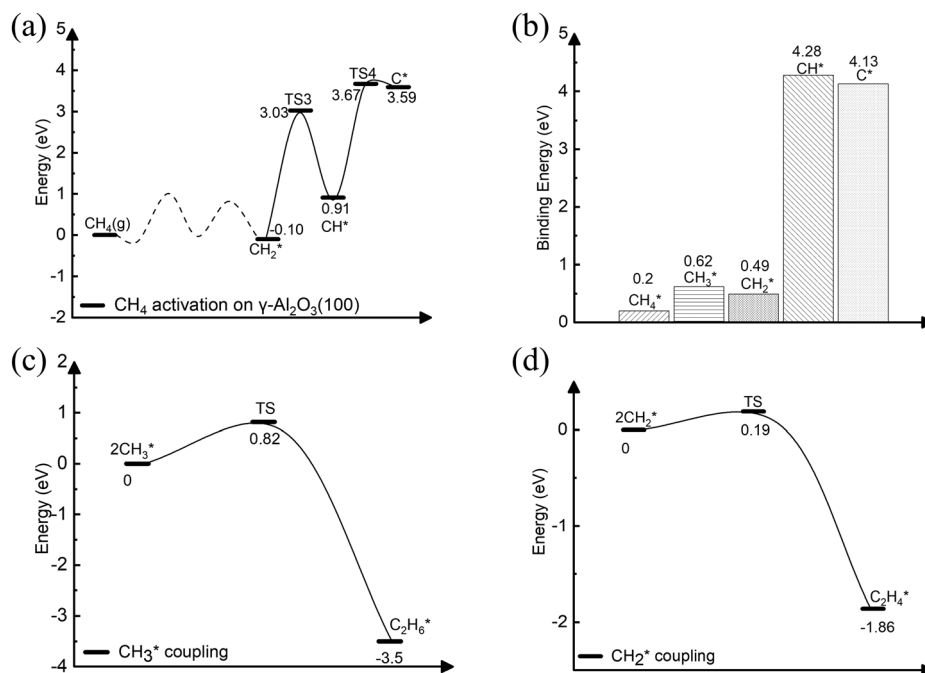 (a)
5
4
3
2
1
0
-1
-2
Energy (eV)
CH₄(g)
-0.10
CH₂*
3.03
TS3
0.91
CH*
TS4
3.67
C*
3.59
CH₄ activation on γ-Al₂O₃(100)
(b)
5
4
3
2
1
0
Binding Energy (eV)
0.2
CH₄*
0.62
CH₃*
0.49
CH₂*
4.28
CH*
4.13
C*
(c)
2
1
0
-1
-2
-3
-4
Energy (eV)
2CH₃*
0
TS
0.82
C₂H₆*
-3.5
CH₃* coupling
(d)
0
-1
-2
Energy (eV)
2CH₂*
0
TS
0.19
C₂H₄*
-1.86
CH₂* coupling